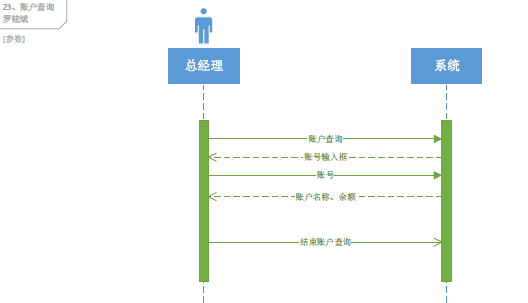 23、账户查询
罗铉斌
[参数]
总经理
系统
账户查询
账号输入框
账号
账户名称、余额
结束账户查询